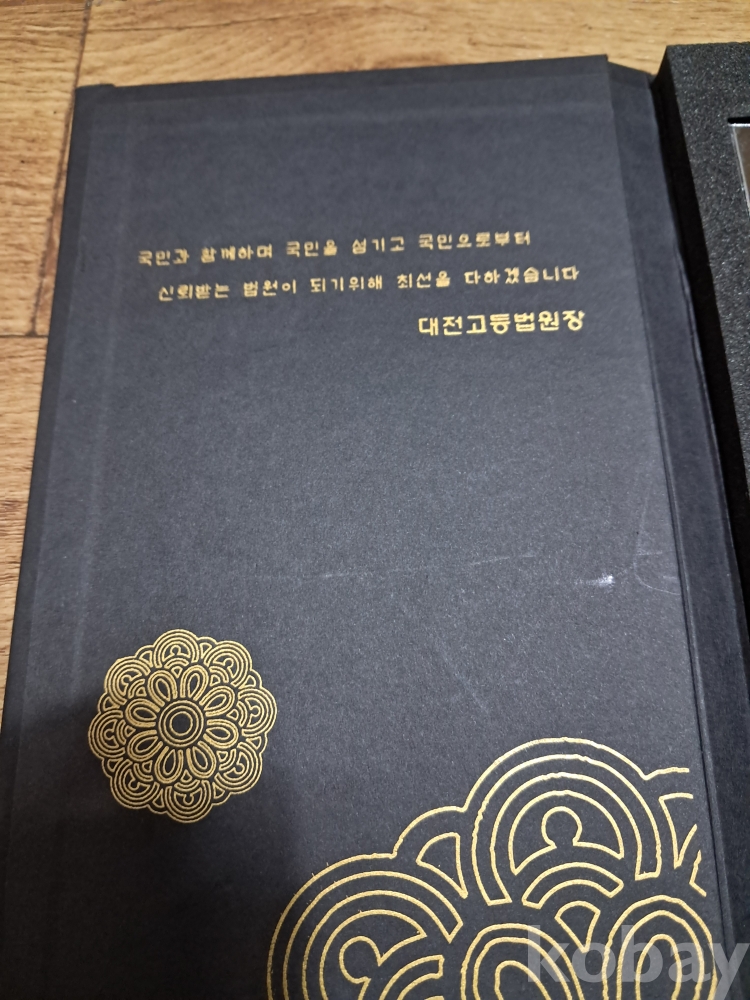 국민과 함께하며 국민을 섬기고 국민으로부터
신뢰받는 법원이 되기위해 최선을 다하겠습니다
대전고등법원장
kobay